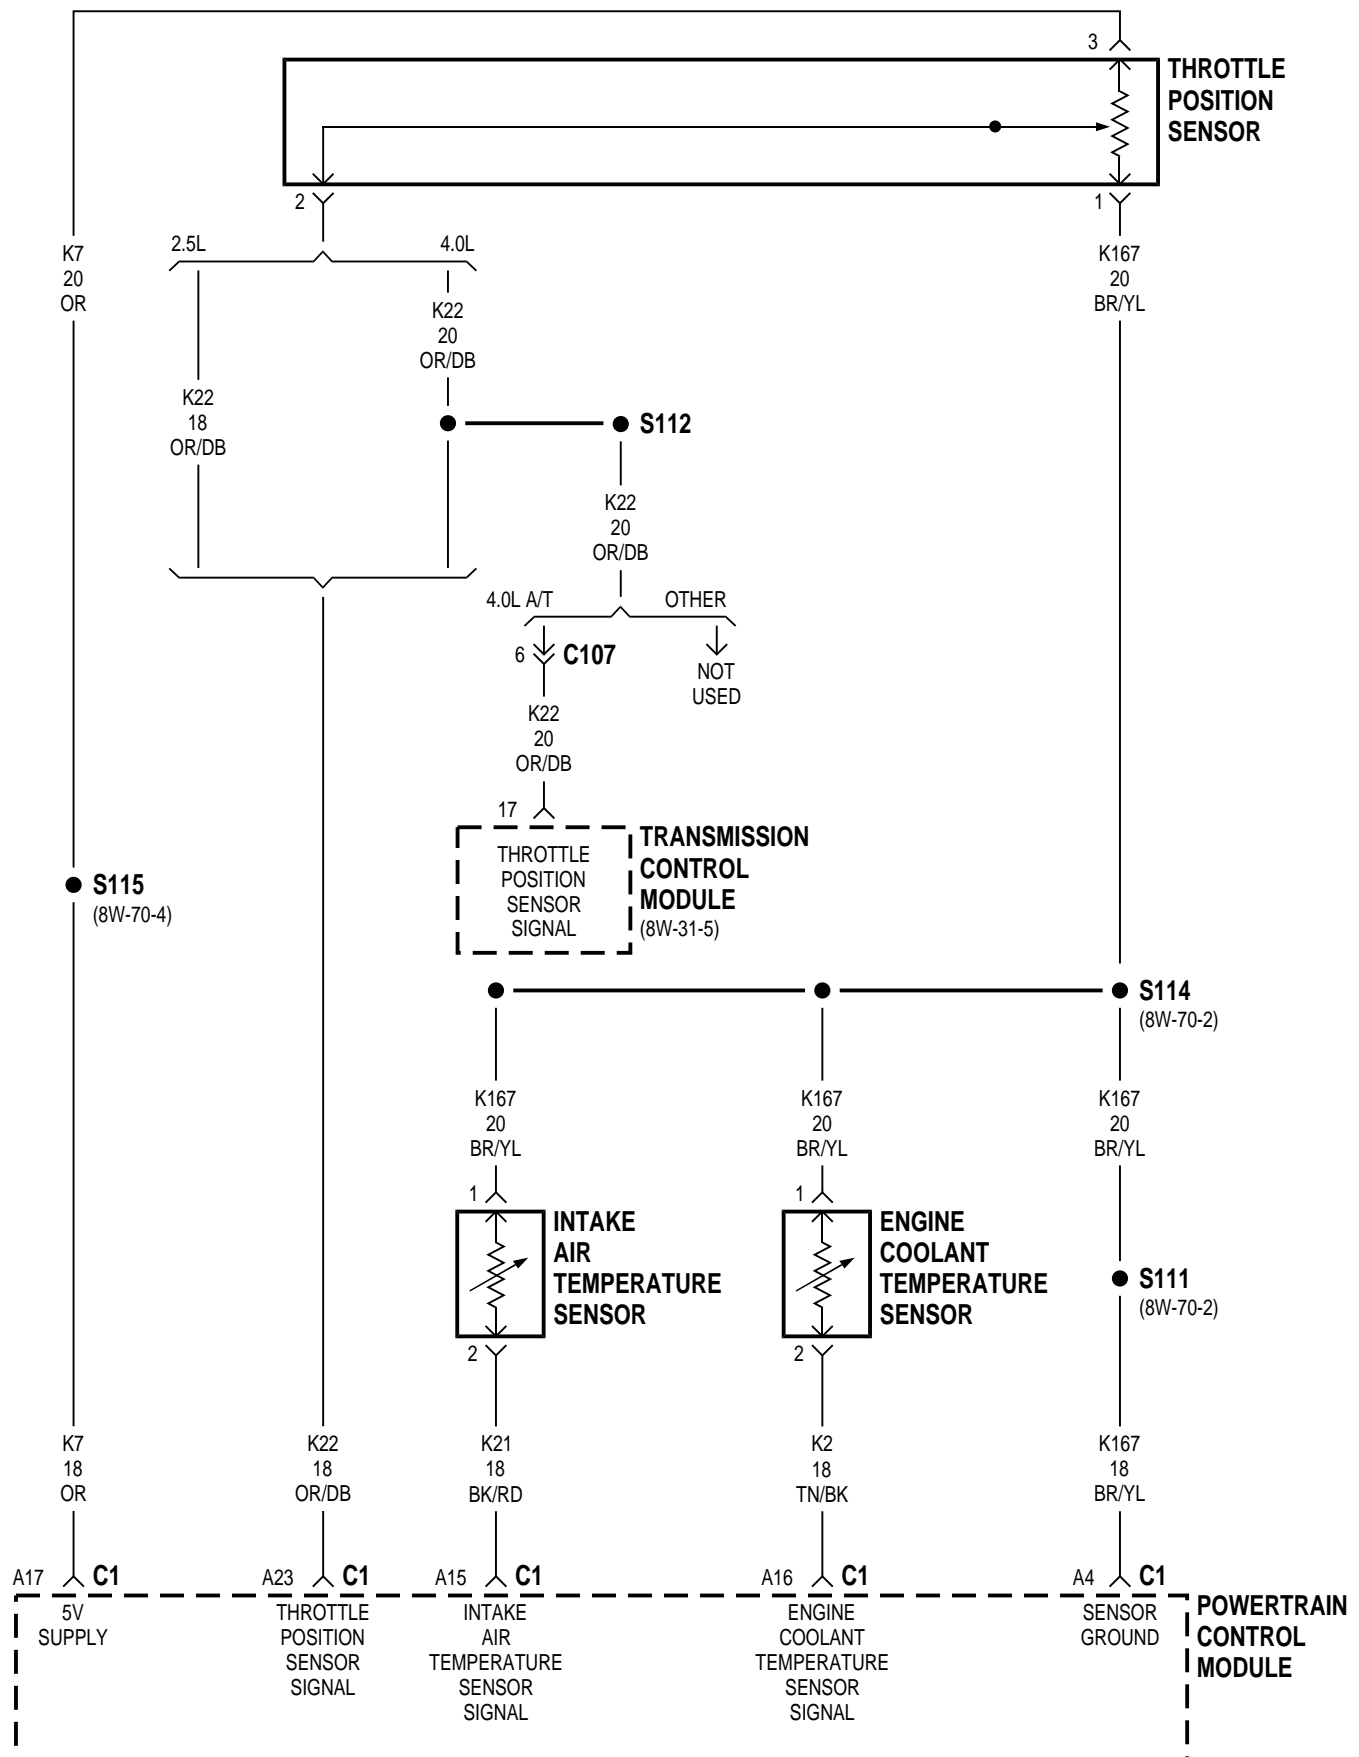 3
THROTTLE
POSITION
SENSOR
2
1
K7
20
OR
2.5L
4.0L
K167
20
BR/YL
K22
20
OR/DB
K22
18
OR/DB
S112
K22
20
OR/DB
4.0L A/T
OTHER
6
C107
NOT
USED
K22
20
OR/DB
17
THROTTLE
POSITION
SENSOR
SIGNAL
TRANSMISSION
CONTROL
MODULE
(8W-31-5)
S115
(8W-70-4)
S114
(8W-70-2)
K167
20
BR/YL
K167
20
BR/YL
K167
20
BR/YL
1
INTAKE
AIR
TEMPERATURE
SENSOR
2
1
ENGINE
COOLANT
TEMPERATURE
SENSOR
2
S111
(8W-70-2)
K7
18
OR
K22
18
OR/DB
K21
18
BK/RD
K2
18
TN/BK
K167
18
BR/YL
A17
C1
A23
C1
A15
C1
A16
C1
A4
C1
5V
SUPPLY
THROTTLE
POSITION
SENSOR
SIGNAL
INTAKE
AIR
TEMPERATURE
SENSOR
SIGNAL
ENGINE
COOLANT
TEMPERATURE
SENSOR
SIGNAL
SENSOR
GROUND
POWERTRAIN
CONTROL
MODULE